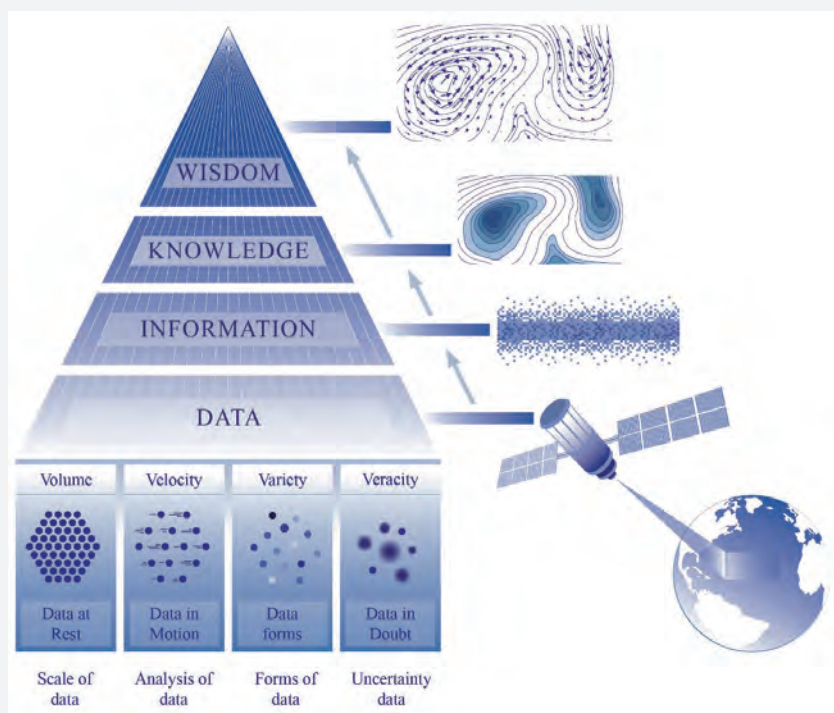 WISDOM
KNOWLEDGE
INFORMATION
DATA
Volume
Velocity
Variety
Veracity
Data at
Rest
Data in
Motion
Data
forms
Data in
Doubt
Scale of
data
Analysis of
data
Forms of
data
Uncertainty
data